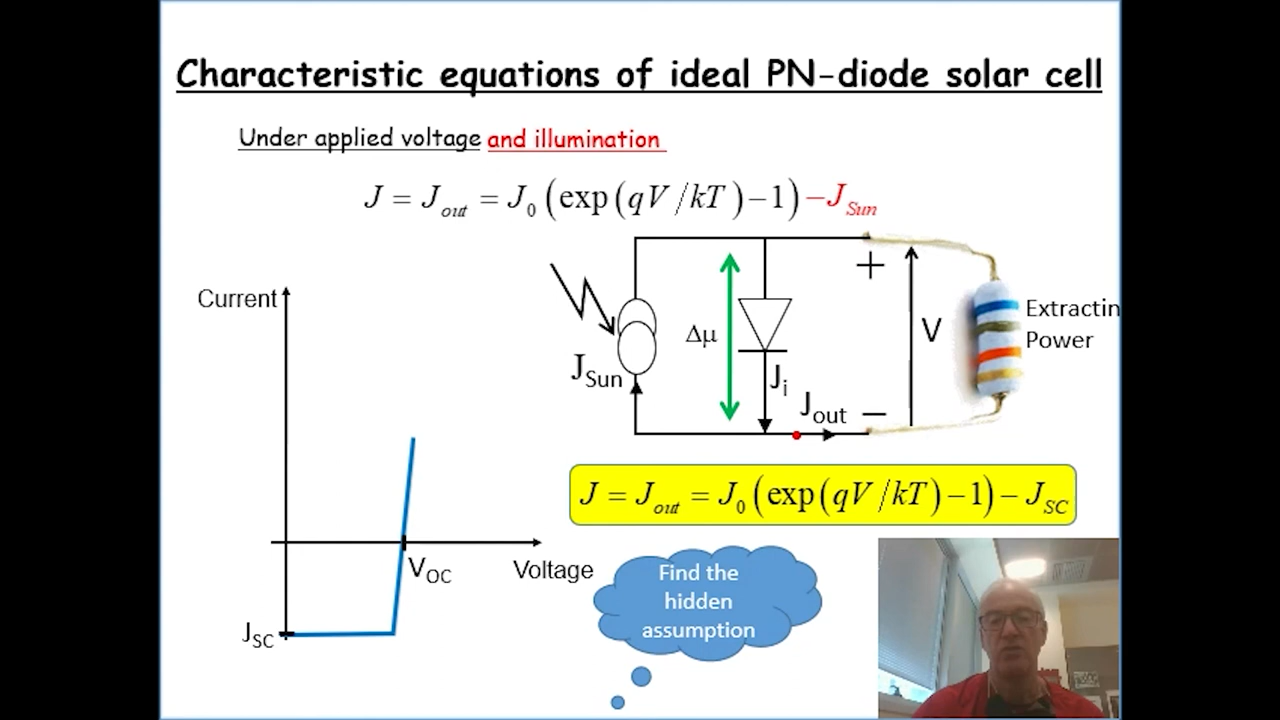 Characteristic equations of ideal PN-diode solar cell
Under applied voltage and illumination
J = J_out = J_0 (exp(qV/kT)−1) −J_Sun
Current
+
Extractin
Power
Δμ
V
J_Sun
J_i
J_out
−
J = J_out = J_0 (exp(qV/kT)−1) − J_SC
V_OC
Voltage
J_SC
Find the
hidden
assumption